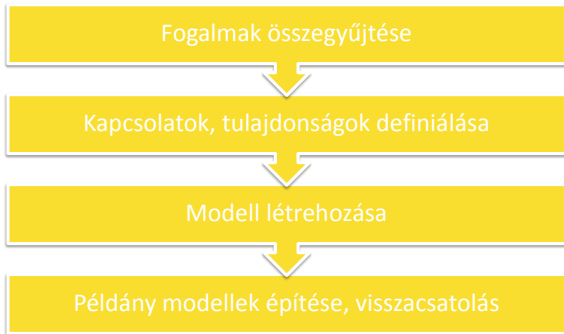 Fogalmak összegyűjtése
Kapcsolatok, tulajdonságok definiálása
Modell létrehozása
Példány modellek építése, visszacsatolás